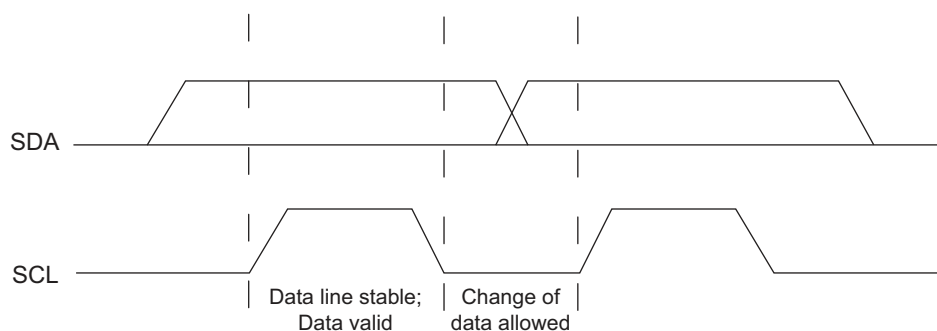 SDA
SCL
Data line stable;
Data valid
Change of
data allowed